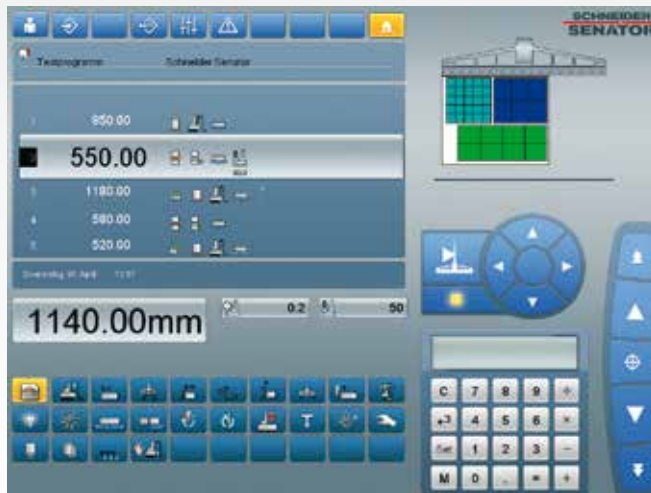 SCHNEIDER
SENATOR
Testprogramm Schneider Senator
1 950.00
2 550.00
3 1180.00
4 580.00
5 520.00
1140.00mm
0.2
50
C 7 8 9 ÷
4 5 6 ×
1 2 3 −
M 0 . = +